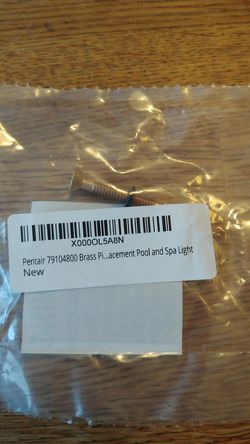 X000OL5A8N
Pentair 79104800 Brass Pi...acement Pool and Spa Light
New